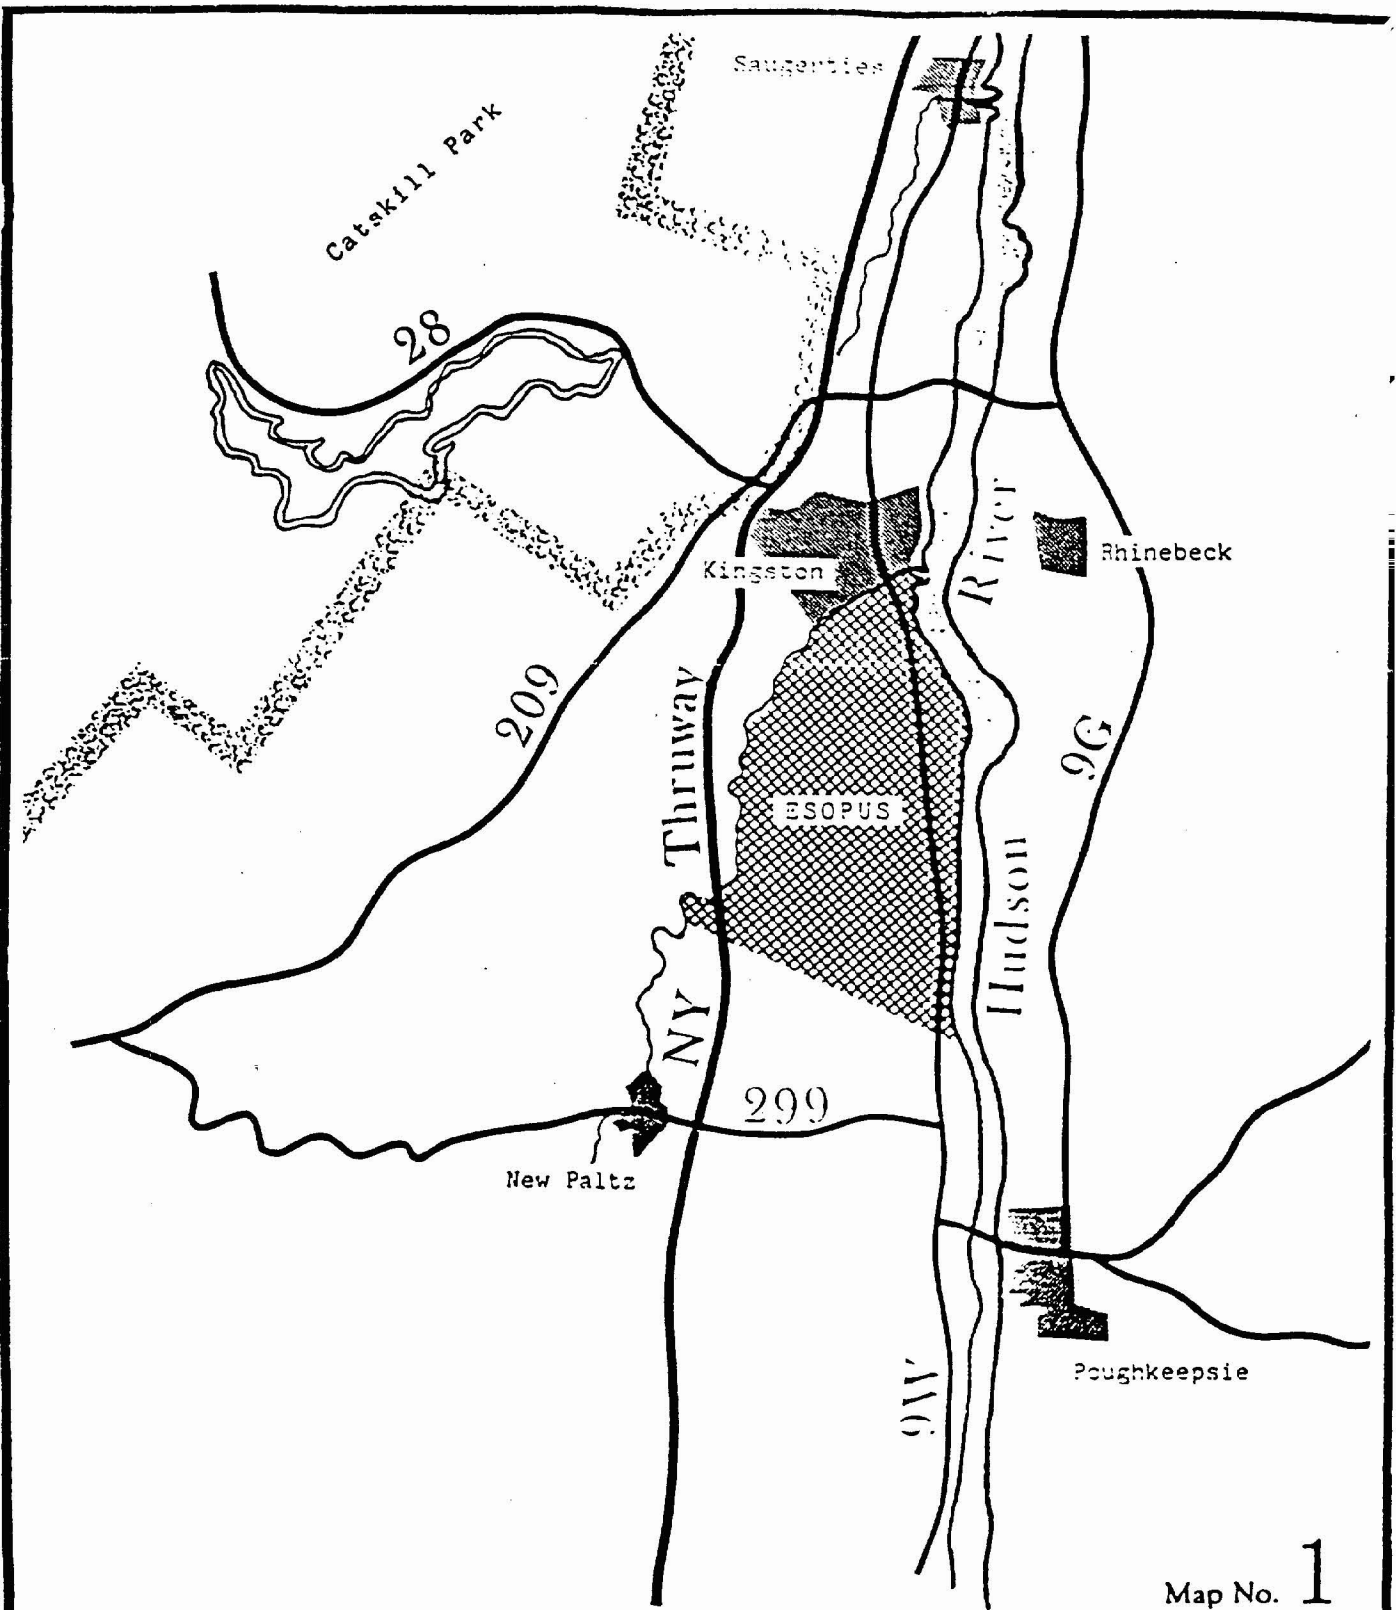 Saugerties
Catskill Park
28
River
Rhinebeck
Kingston
209
NY Thruway
9G
ESOPUS
Hudson
299
New Paltz
Poughkeepsie
9W
Map No. 1